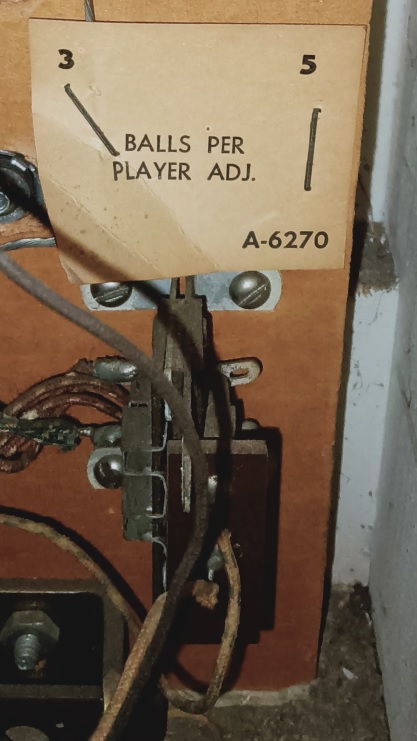 3 5
BALLS PER
PLAYER ADJ.
A-6270